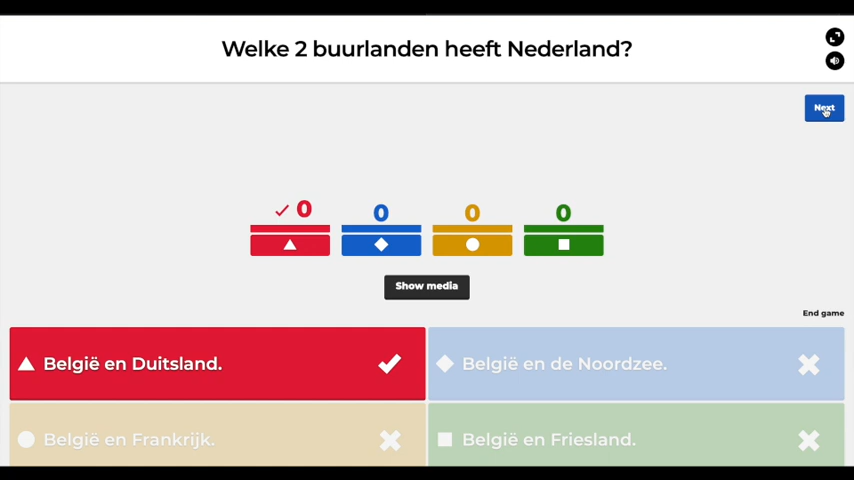 Welke 2 buurlanden heeft Nederland?
Next
0
0
0
0
Show media
End game
België en Duitsland.
België en de Noordzee.
België en Frankrijk.
België en Friesland.